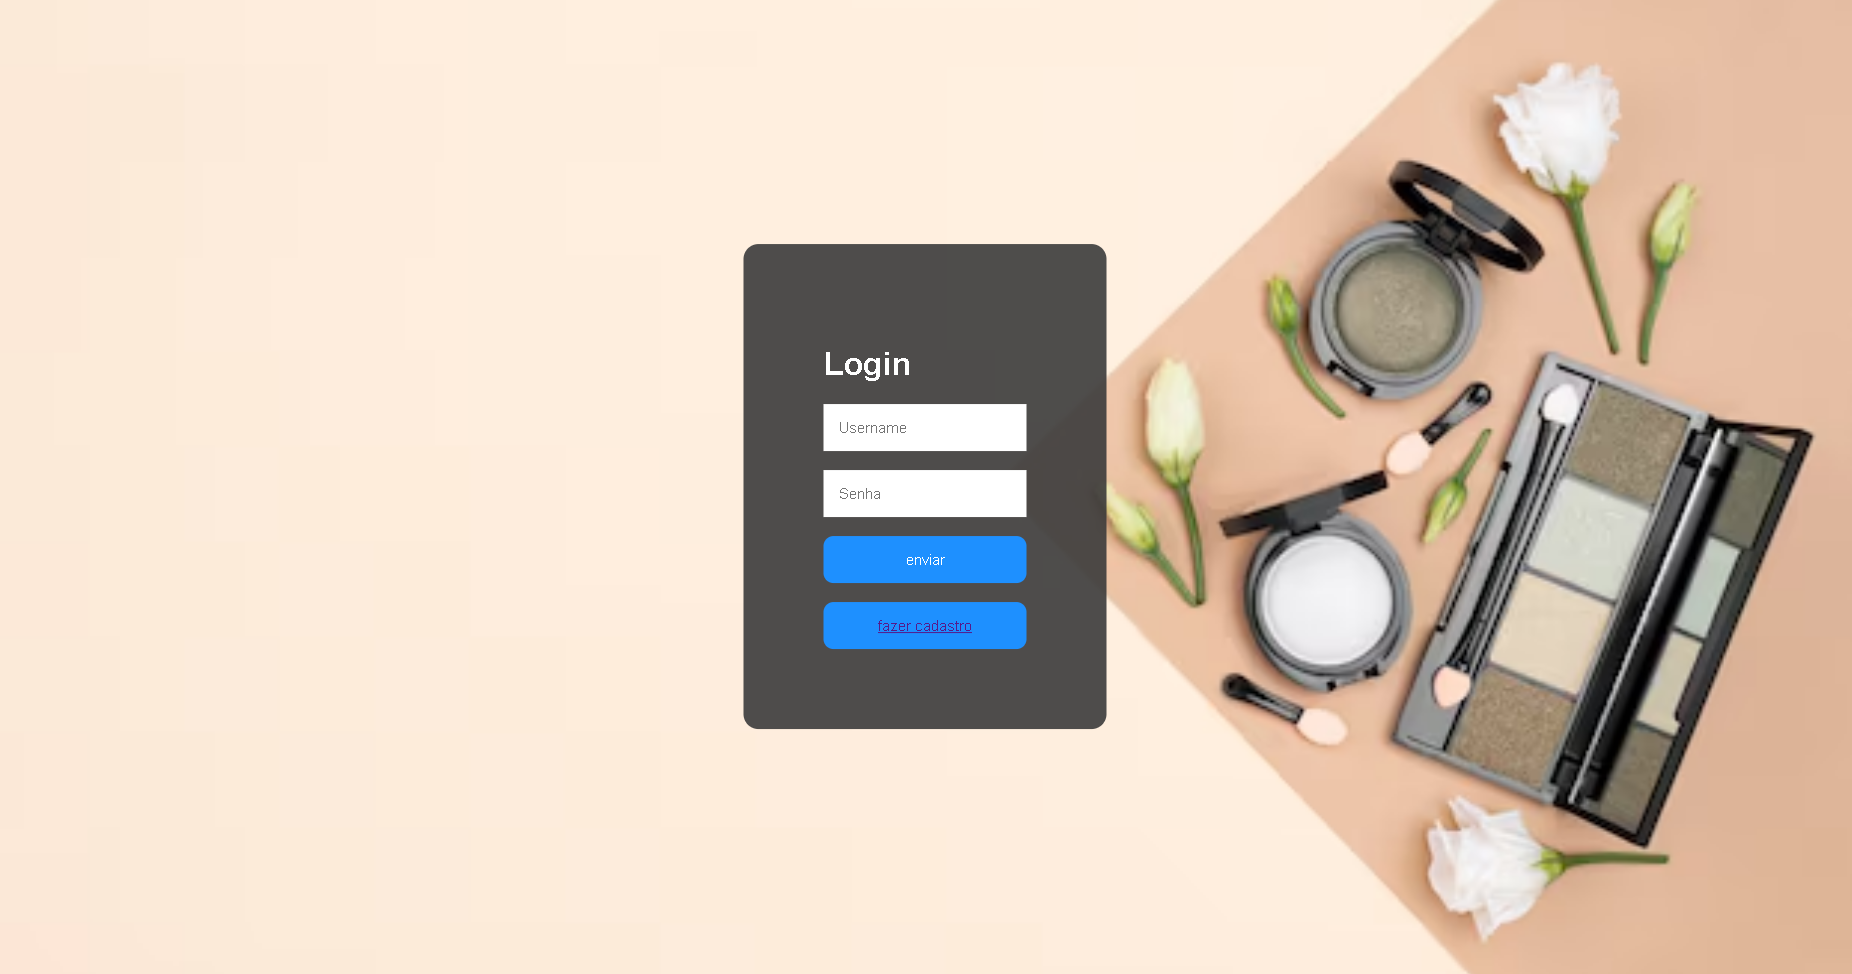 Login
Username
Senha
enviar
fazer cadastro